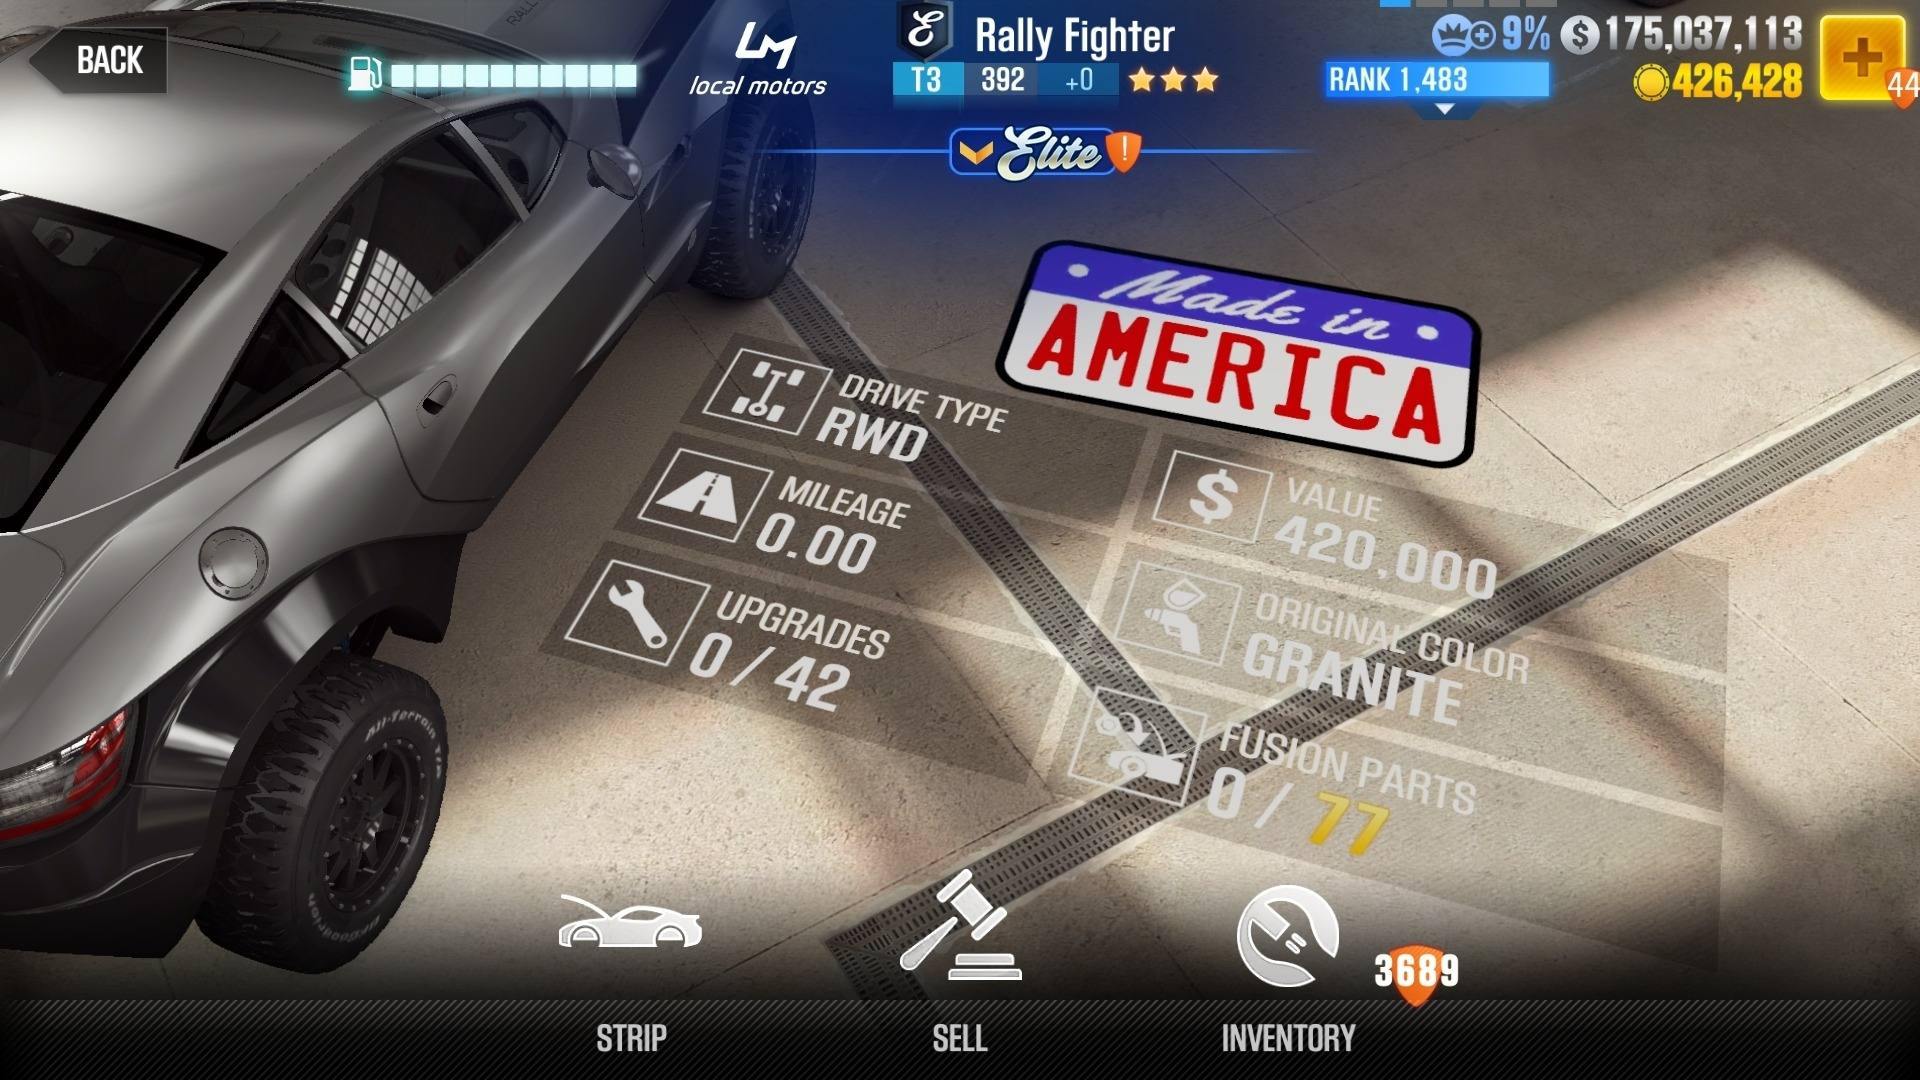 BACK
LM
local motors
Rally Fighter
T3 392 +0
9%
175,037,113
RANK 1,483
426,428
44
Elite
!
RALLY
Made in
AMERICA
DRIVE TYPE
RWD
MILEAGE
0.00
UPGRADES
0 / 42
VALUE
420,000
ORIGINAL COLOR
GRANITE
FUSION PARTS
0 / 77
All-Terrain T/A
BFGoodrich
3689
STRIP
SELL
INVENTORY